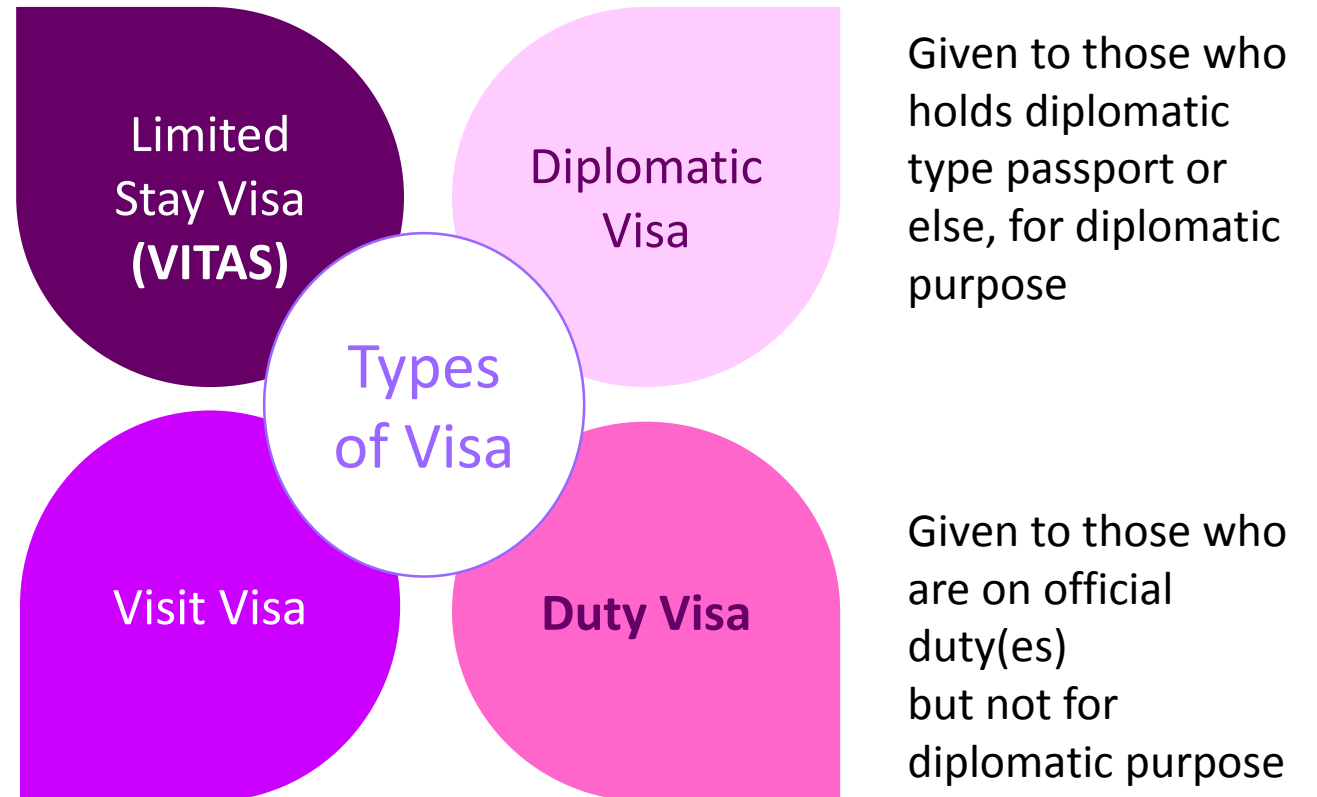 Limited
Stay Visa
(VITAS)
Diplomatic
Visa
Given to those who
holds diplomatic
type passport or
else, for diplomatic
purpose
Types
of Visa
Visit Visa
Duty Visa
Given to those who
are on official
duty(es)
but not for
diplomatic purpose